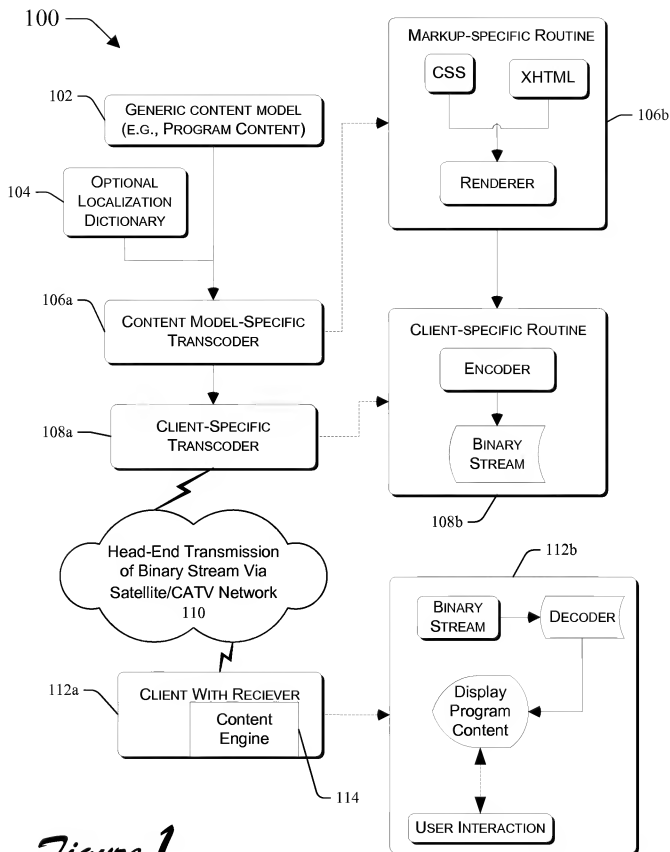 100
102
GENERIC CONTENT MODEL
(E.G., PROGRAM CONTENT)
104
OPTIONAL
LOCALIZATION
DICTIONARY
106a
CONTENT MODEL-SPECIFIC
TRANSCODER
108a
CLIENT-SPECIFIC
TRANSCODER
Head-End Transmission
of Binary Stream Via
Satellite/CATV Network
110
112a
CLIENT WITH RECIEVER
Content
Engine
114
MARKUP-SPECIFIC ROUTINE
CSS
XHTML
106b
RENDERER
CLIENT-SPECIFIC ROUTINE
ENCODER
BINARY
STREAM
108b
112b
BINARY
STREAM
DECODER
Display
Program
Content
USER INTERACTION
Figure 1